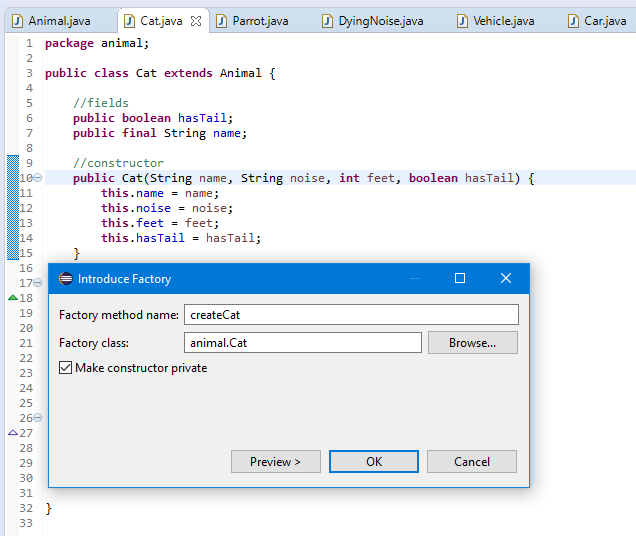 Animal.java Cat.java Parrot.java DyingNoise.java Vehicle.java Car.java
1 package animal;
2
3 public class Cat extends Animal {
4
5 //fields
6 public boolean hasTail;
7 public final String name;
8
9 //constructor
10 public Cat(String name, String noise, int feet, boolean hasTail) {
11 this.name = name;
12 this.noise = noise;
13 this.feet = feet;
14 this.hasTail = hasTail;
15 }
16
17
18
19
20
21
22
23
24
25
26
27
28
29
30
31
32 }
33
Introduce Factory
Factory method name: createCat
Factory class: animal.Cat Browse...
Make constructor private
Preview > OK Cancel